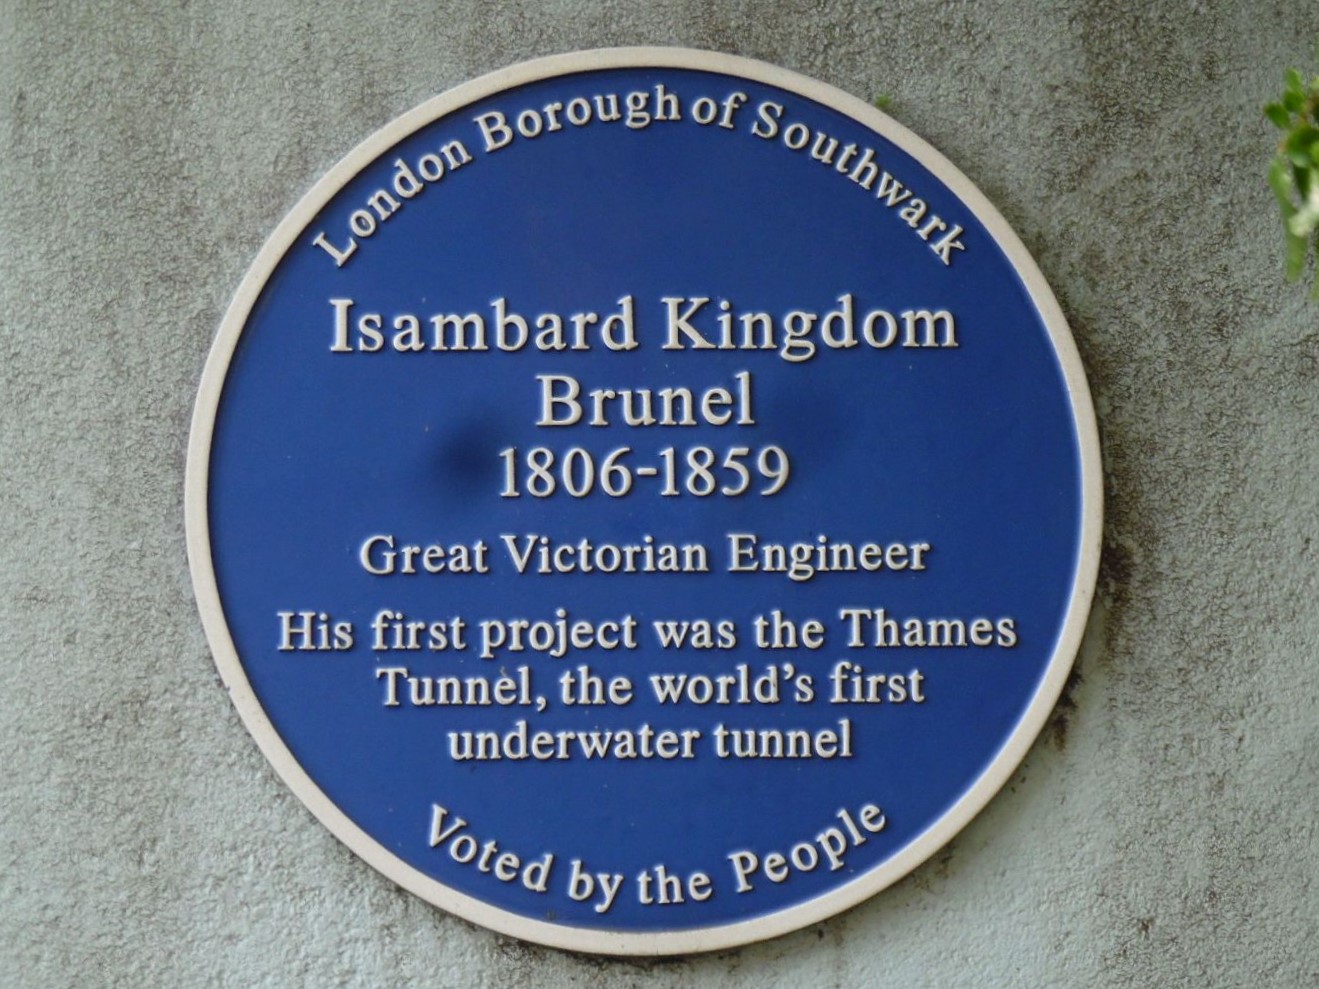 London Borough of Southwark
Isambard Kingdom
Brunel
1806-1859
Great Victorian Engineer
His first project was the Thames
Tunnel, the world's first
underwater tunnel
Voted by the People